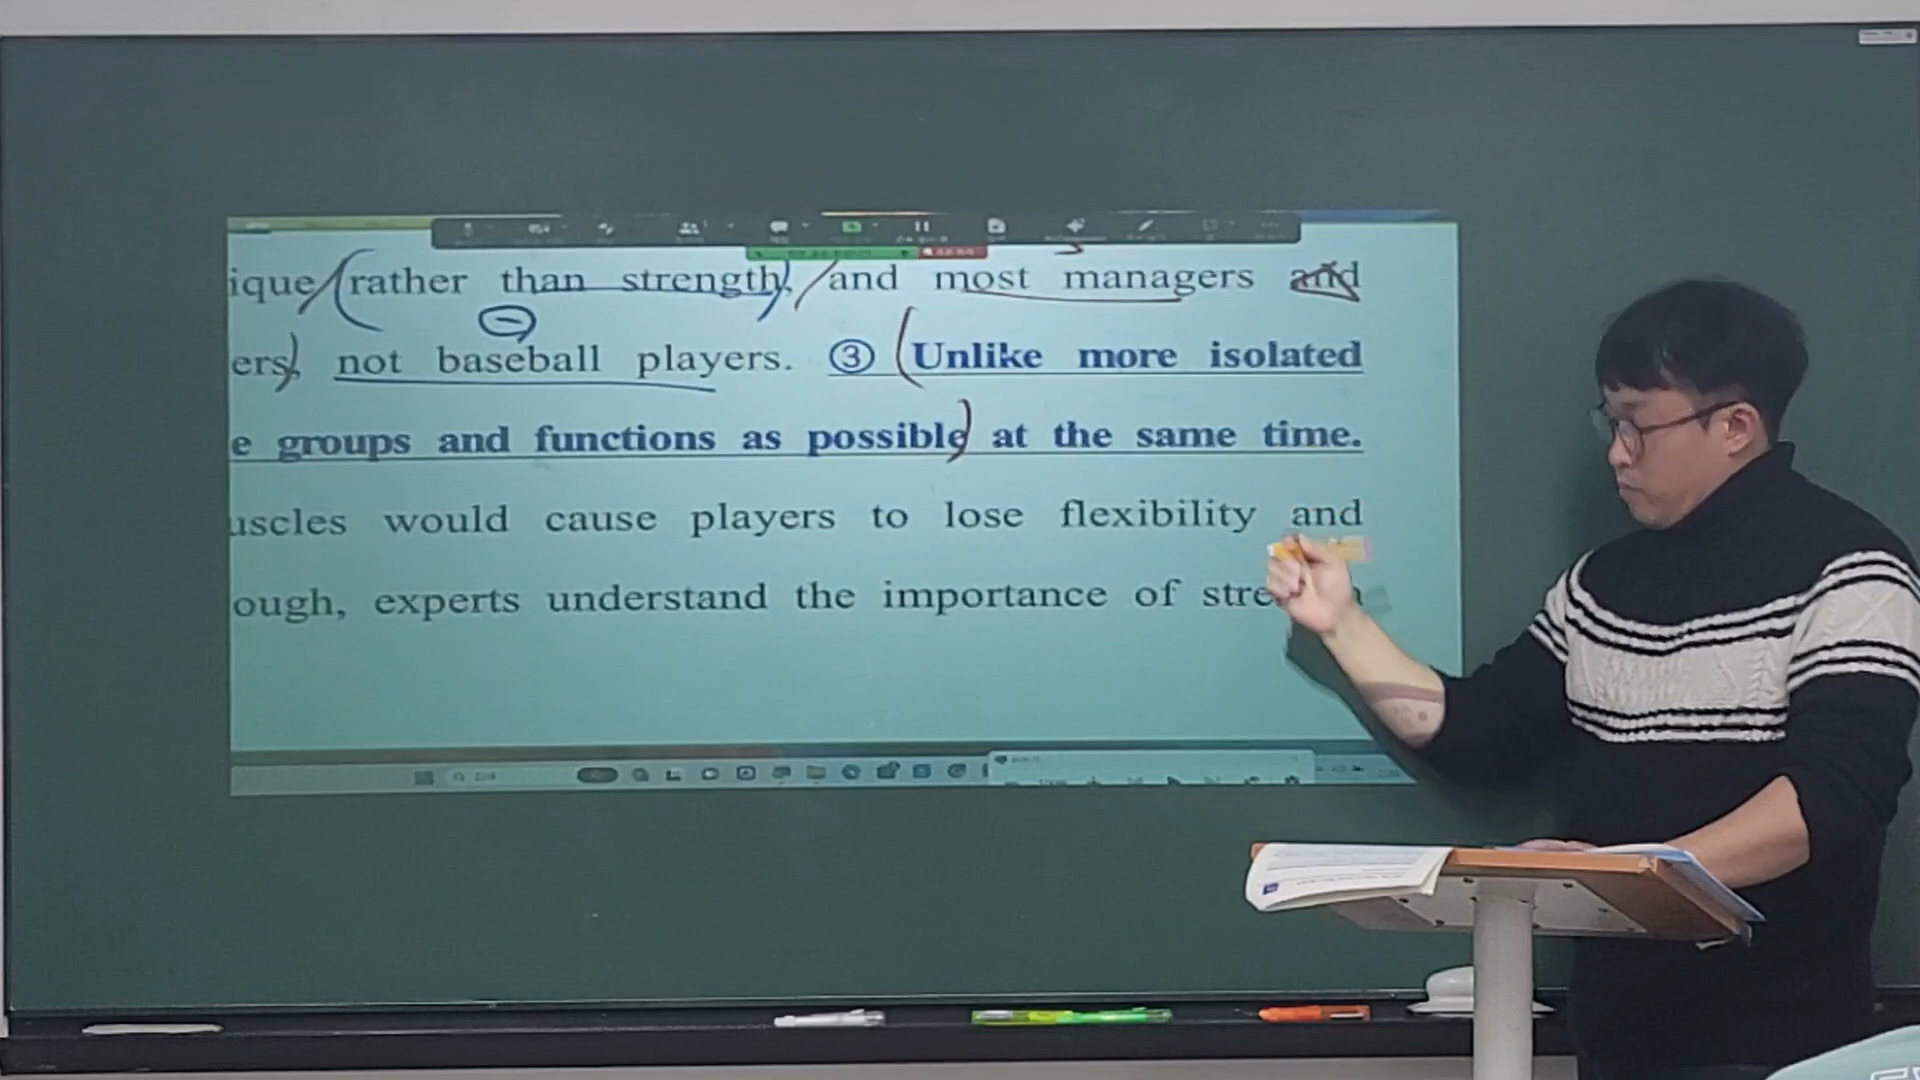 ique (rather than strength), and most managers and
ers) not baseball players. ③ (Unlike more isolated
e groups and functions as possible) at the same time.
uscles would cause players to lose flexibility and
ough, experts understand the importance of